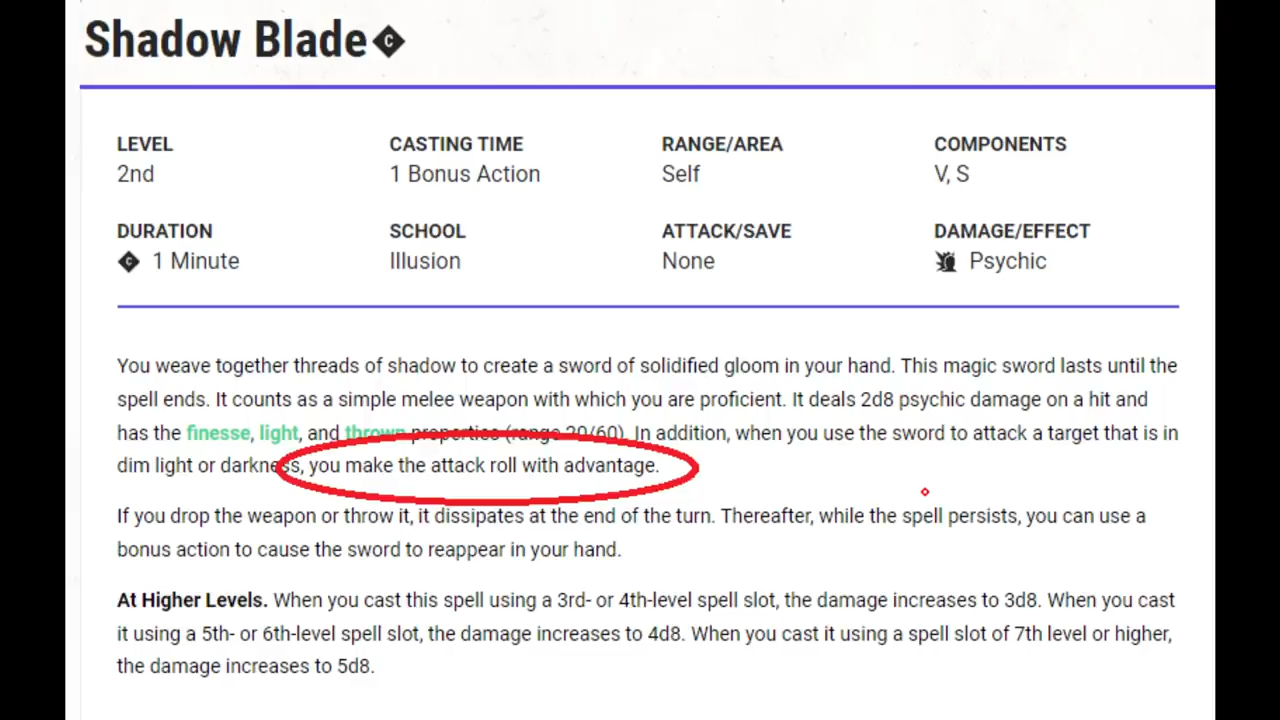 Shadow Blade
LEVEL CASTING TIME RANGE/AREA COMPONENTS
2nd 1 Bonus Action Self V, S
DURATION SCHOOL ATTACK/SAVE DAMAGE/EFFECT
1 Minute Illusion None Psychic
You weave together threads of shadow to create a sword of solidified gloom in your hand. This magic sword lasts until the
spell ends. It counts as a simple melee weapon with which you are proficient. It deals 2d8 psychic damage on a hit and
has the finesse, light, and thrown properties (range 20/60). In addition, when you use the sword to attack a target that is in
dim light or darkness, you make the attack roll with advantage.
If you drop the weapon or throw it, it dissipates at the end of the turn. Thereafter, while the spell persists, you can use a
bonus action to cause the sword to reappear in your hand.
At Higher Levels. When you cast this spell using a 3rd- or 4th-level spell slot, the damage increases to 3d8. When you cast
it using a 5th- or 6th-level spell slot, the damage increases to 4d8. When you cast it using a spell slot of 7th level or higher,
the damage increases to 5d8.